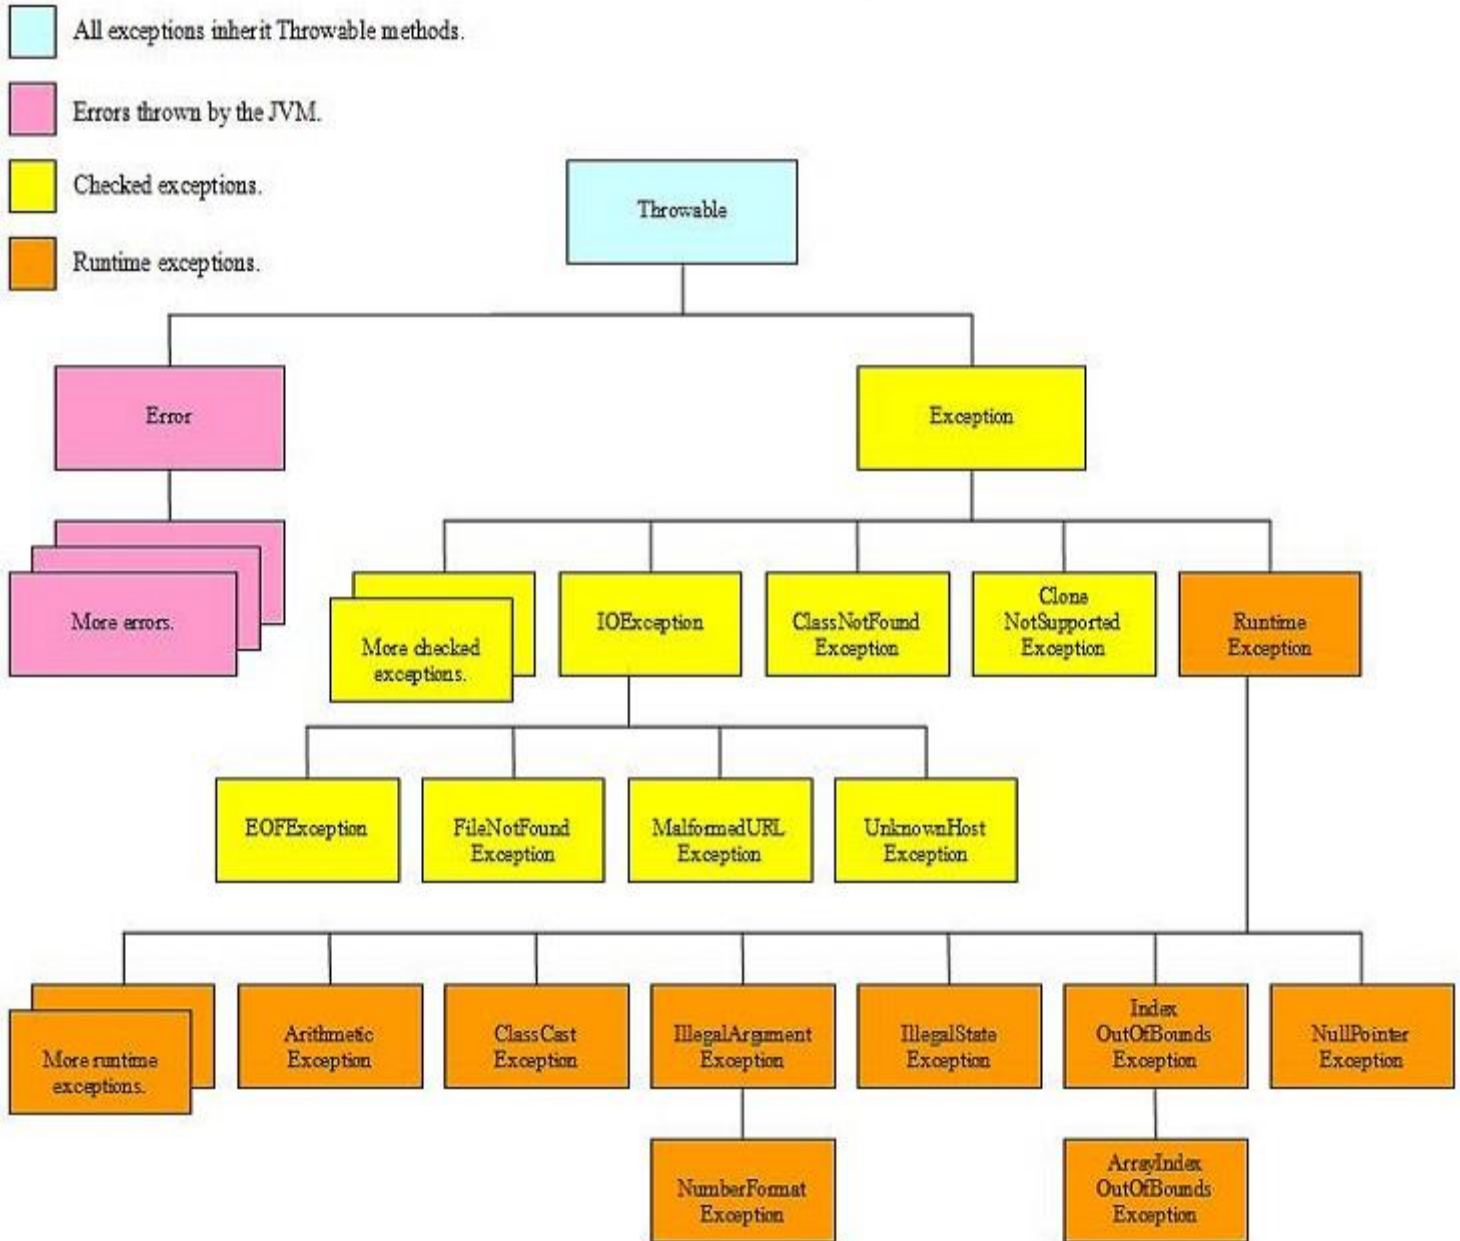 All exceptions inherit Throwable methods.
Errors thrown by the JVM.
Checked exceptions.
Runtime exceptions.
Throwable
Error
Exception
More errors.
More checked
exceptions.
IOException
ClassNotFound
Exception
Clone
NotSupported
Exception
Runtime
Exception
EOFException
FileNotFound
Exception
MalformedURL
Exception
UnknownHost
Exception
More runtime
exceptions.
Arithmetic
Exception
ClassCast
Exception
IllegalArgument
Exception
IllegalState
Exception
Index
OutOfBounds
Exception
NullPointer
Exception
NumberFormat
Exception
ArrayIndex
OutOfBounds
Exception